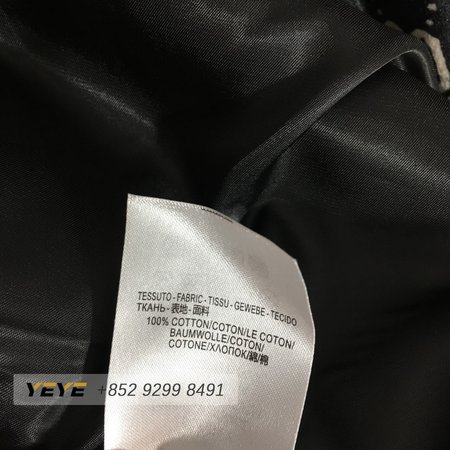 TESSUTO - FABRIC - TISSU - GEWEBE - TECIDO
ТКАНЬ - 表地 - 面料
100% COTTON/COTON/LE COTON/
BAUMWOLLE/COTON/
COTONE/ХЛОПОК/綿/棉
YEYE +852 9299 8491